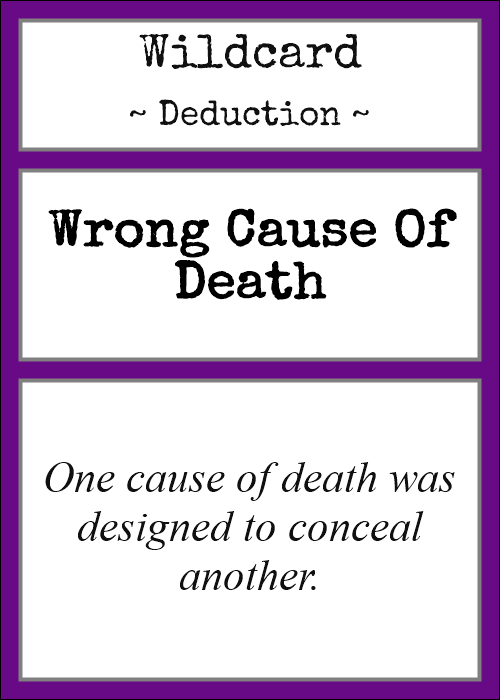 Wildcard
~ Deduction ~
Wrong Cause Of
Death
One cause of death was
designed to conceal
another.